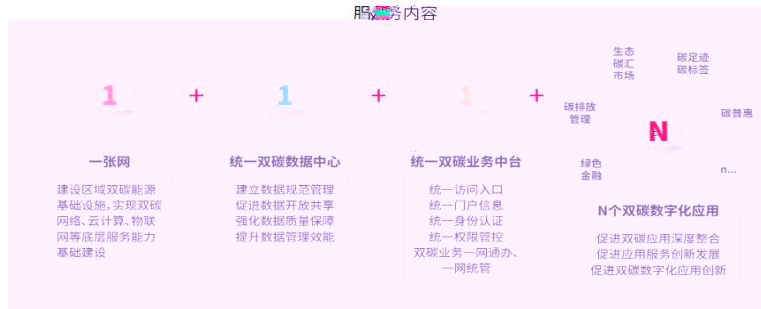 服务内容
1 + 1 + 1 + N
生态
碳汇
市场
碳足迹
碳标签
碳排放
管理
碳普惠
绿色
金融
n...
一张网
建设区域双碳能源
基础设施,实现双碳
网络、云计算、物联
网等底层服务能力
基础建设
统一双碳数据中心
建立数据规范管理
促进数据开放共享
强化数据质量保障
提升数据管理效能
统一双碳业务中台
统一访问入口
统一门户信息
统一身份认证
统一权限管控
双碳业务一网通办、
一网统管
N个双碳数字化应用
促进双碳应用深度整合
促进应用服务创新发展
促进双碳数字化应用创新